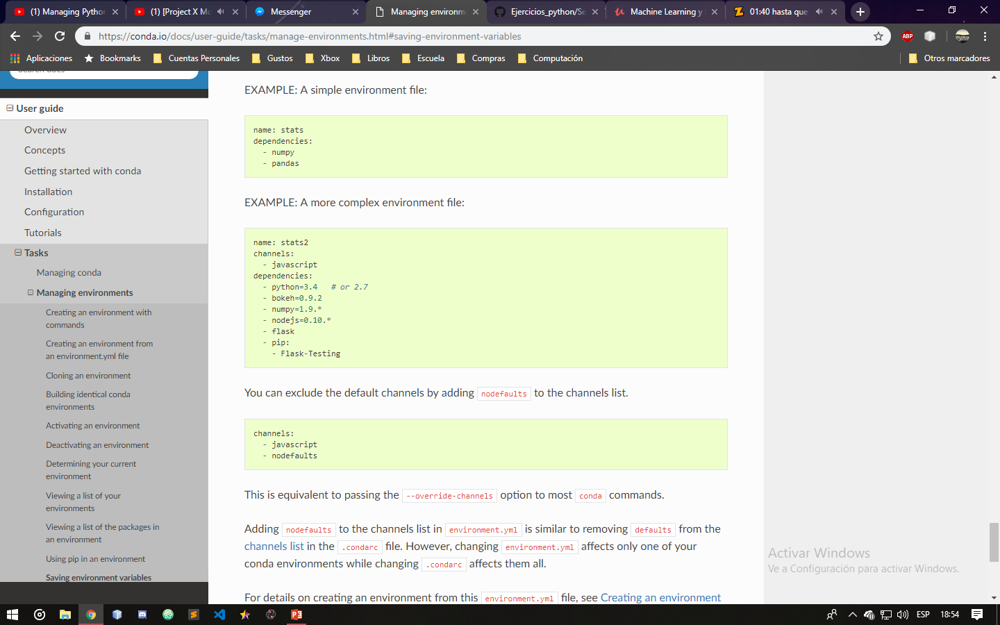 (1) Managing Python
(1) [Project X Mo
Messenger
Managing environm
Ejercicios_python/Se
Machine Learning y
01:40 hasta que
https://conda.io/docs/user-guide/tasks/manage-environments.html#saving-environment-variables
ABP
Aplicaciones
Bookmarks
Cuentas Personales
Gustos
Xbox
Libros
Escuela
Compras
Computación
Otros marcadores
Search docs
User guide
Overview
Concepts
Getting started with conda
Installation
Configuration
Tutorials
Tasks
Managing conda
Managing environments
Creating an environment with
commands
Creating an environment from
an environment.yml file
Cloning an environment
Building identical conda
environments
Activating an environment
Deactivating an environment
Determining your current
environment
Viewing a list of your
environments
Viewing a list of the packages in
an environment
Using pip in an environment
Saving environment variables
EXAMPLE: A simple environment file:
name: stats
dependencies:
  - numpy
  - pandas
EXAMPLE: A more complex environment file:
name: stats2
channels:
  - javascript
dependencies:
  - python=3.4   # or 2.7
  - bokeh=0.9.2
  - numpy=1.9.*
  - nodejs=0.10.*
  - flask
  - pip:
    - Flask-Testing
You can exclude the default channels by adding nodefaults to the channels list.
channels:
  - javascript
  - nodefaults
This is equivalent to passing the --override-channels option to most conda commands.
Adding nodefaults to the channels list in environment.yml is similar to removing defaults from the
channels list in the .condarc file. However, changing environment.yml affects only one of your
conda environments while changing .condarc affects them all.
For details on creating an environment from this environment.yml file, see Creating an environment
Activar Windows
Ve a Configuración para activar Windows.
ESP
18:54